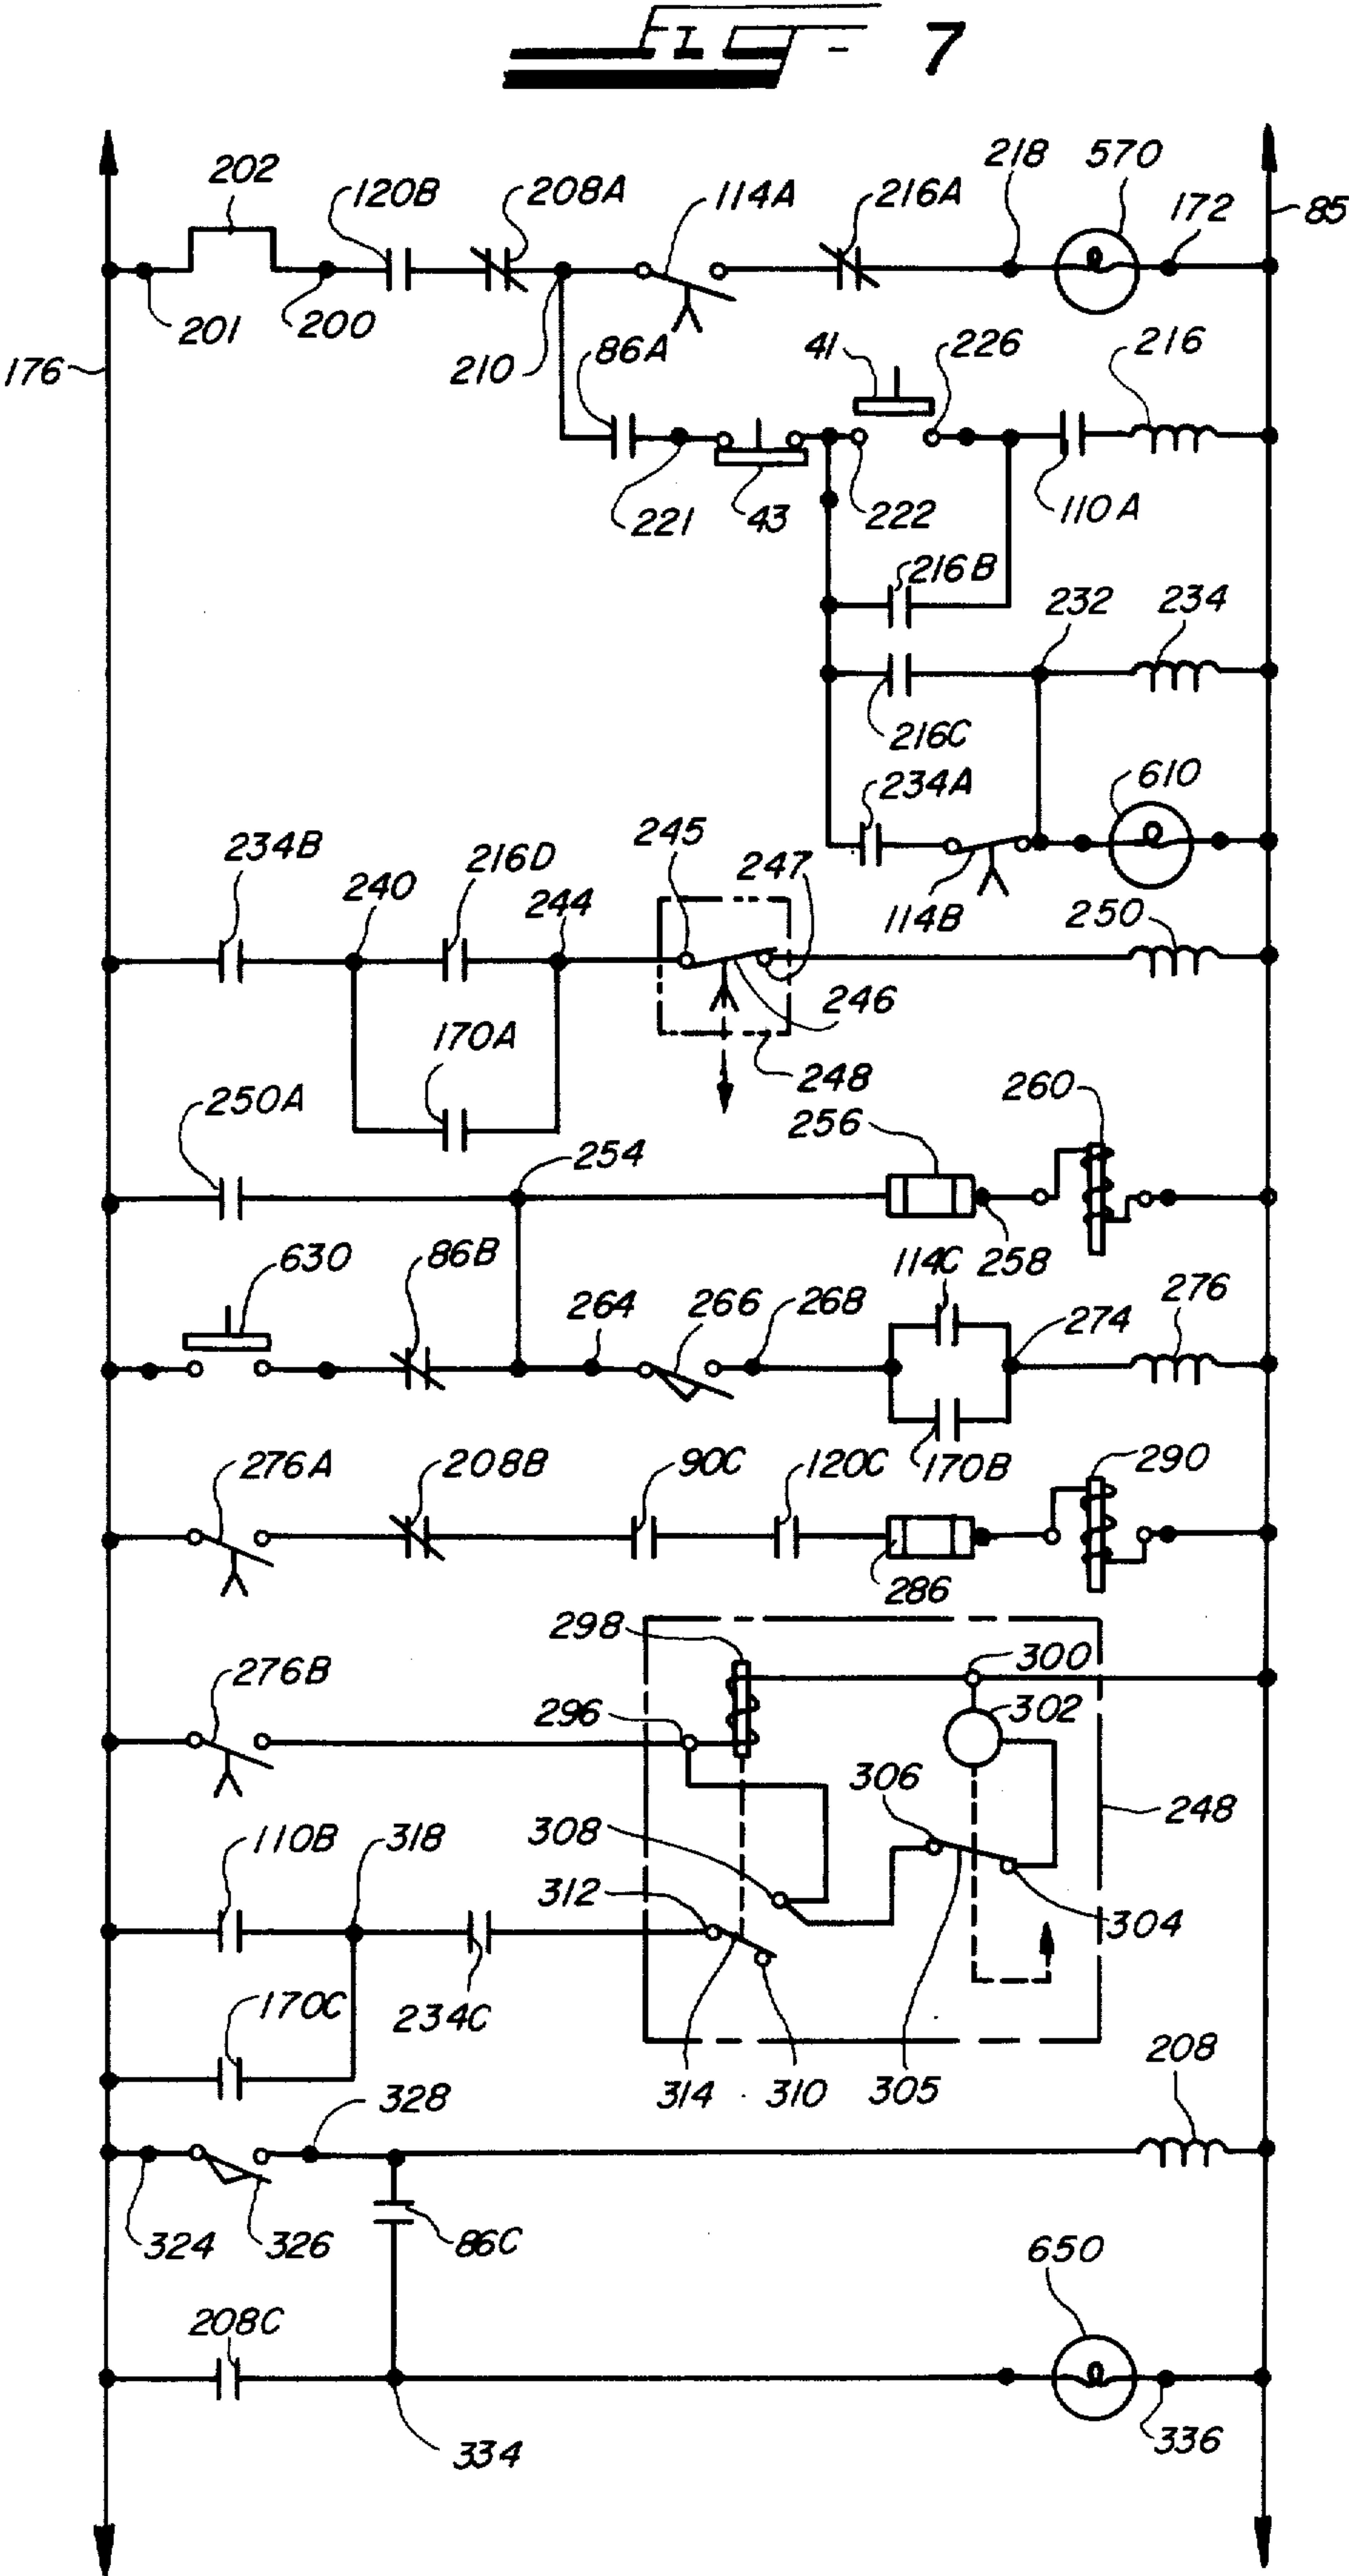 FIG-7
218 570
202 120B 208A 114A 216A 172 85
201 200
176 210 86A 41 226 216
221 43 222 110A
216B
232 234
216C
234A 610
234B 240 216D 244 245 247
114B 250
246
170A
248
250A 254 256 260
630 86B 264 266 268 114C 258 276
274
276A 208B 90C 120C 170B 290
286
298 300
276B 296 302
306 248
110B 318 308
312 304
170C 234C
314 310 305 208
328
324 326 86C
650
208C
334 336